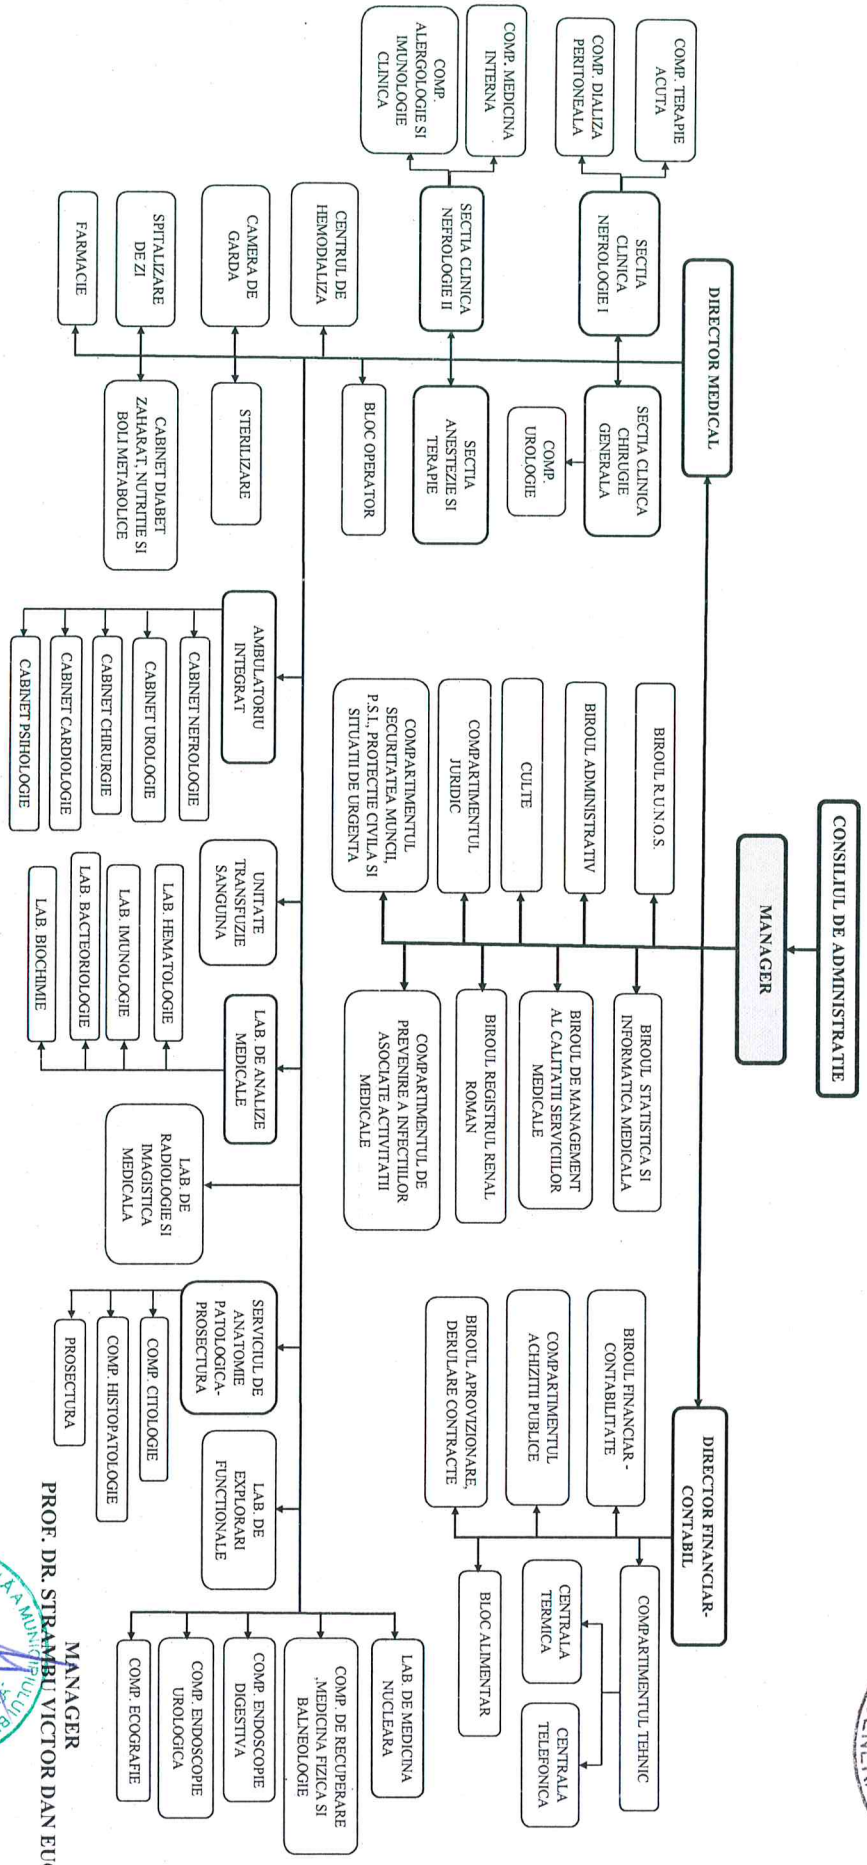 CONSILIUL DE ADMINISTRATIE
MANAGER
DIRECTOR MEDICAL
DIRECTOR FINANCIAR-
CONTABIL
COMP. TERAPIE
ACUTA
COMP. DIALIZA
PERITONEALA
SECTIA
CLINICA
NEFROLOGIE I
SECTIA CLINICA
CHIRUGIE
GENERALA
COMP.
UROLOGIE
COMP. MEDICINA
INTERNA
COMP.
ALERGOLOGIE SI
IMUNOLOGIE
CLINICA
SECTIA CLINICA
NEFROLOGIE II
SECTIA
ANESTEZIE SI
TERAPIE
CENTRUL DE
HEMODIALIZA
BLOC OPERATOR
CAMERA DE
GARDA
STERILIZARE
SPITALIZARE
DE ZI
CABINET DIABET
ZAHARAT, NUTRITIE SI
BOLI METABOLICE
FARMACIE
BIROUL R.U.N.O.S.
BIROUL ADMINISTRATIV
CULTE
COMPARTIMENTUL
JURIDIC
COMPARTIMENTUL
SECURITATEA MUNCII,
P.S.I., PROTECTIE CIVILA SI
SITUATII DE URGENTA
BIROUL STATISTICA SI
INFORMATICA MEDICALA
BIROUL DE MANAGEMENT
AL CALITATII SERVICIILOR
MEDICALE
BIROUL REGISTRUL RENAL
ROMAN
COMPARTIMENTUL DE
PREVENIRE A INFECTIILOR
ASOCIATE ACTIVITATII
MEDICALE
BIROUL FINANCIAR -
CONTABILITATE
COMPARTIMENTUL
ACHIZITII PUBLICE
BIROUL APROVIZIONARE,
DERULARE CONTRACTE
COMPARTIMENTUL TEHNIC
CENTRALA
TERMICA
CENTRALA
TELEFONICA
BLOC ALIMENTAR
AMBULATORIU
INTEGRAT
CABINET NEFROLOGIE
CABINET UROLOGIE
CABINET CHIRURGIE
CABINET CARDIOLOGIE
CABINET PSIHOLOGIE
UNITATE
TRANSFUZIE
SANGUINA
LAB. DE ANALIZE
MEDICALE
LAB. HEMATOLOGIE
LAB. IMUNOLOGIE
LAB. BACTEORIOLOGIE
LAB. BIOCHIMIE
LAB. DE
RADIOLOGIE SI
IMAGISTICA
MEDICALA
SERVICIUL DE
ANATOMIE
PATOLOGICA-
PROSECTURA
COMP. CITOLOGIE
COMP. HISTOPATOLOGIE
PROSECTURA
LAB. DE
EXPLORARI
FUNCTIONALE
LAB. DE MEDICINA
NUCLEARA
COMP. DE RECUPERARE
,MEDICINA FIZICA SI
BALNEOLOGIE
COMP. ENDOSCOPIE
DIGESTIVA
COMP. ENDOSCOPIE
UROLOGICA
COMP. ECOGRAFIE
MANAGER
PROF. DR. STRAMBU VICTOR DAN
A MUNICIPIULUI